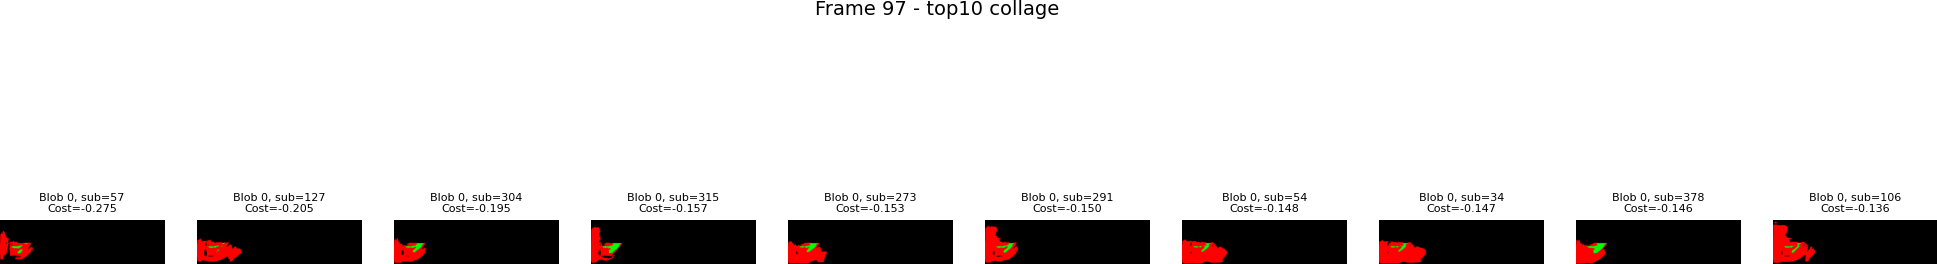 Frame 97 - top10 collage
Blob 0, sub=57
Cost=-0.275
Blob 0, sub=127
Cost=-0.205
Blob 0, sub=304
Cost=-0.195
Blob 0, sub=315
Cost=-0.157
Blob 0, sub=273
Cost=-0.153
Blob 0, sub=291
Cost=-0.150
Blob 0, sub=54
Cost=-0.148
Blob 0, sub=34
Cost=-0.147
Blob 0, sub=378
Cost=-0.146
Blob 0, sub=106
Cost=-0.136